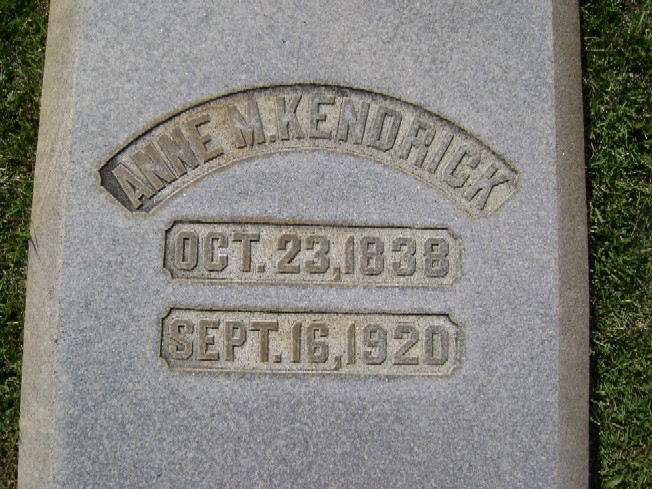 ANNE M. KENDRICK
OCT. 23, 1838
SEPT. 16, 1920